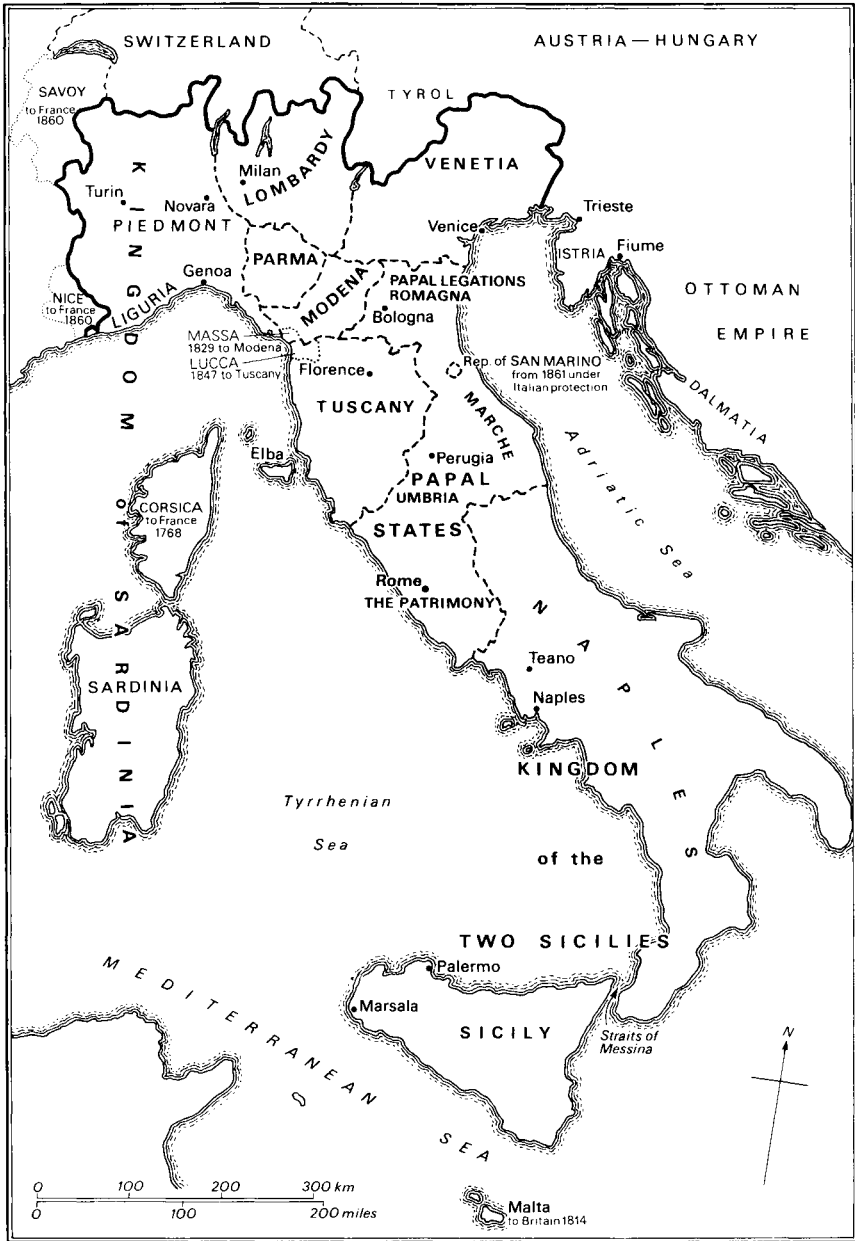 SWITZERLAND
AUSTRIA—HUNGARY
SAVOY
to France
1860
TYROL
KINGDOM of SARDINIA
Milan
LOMBARDY
VENETIA
Turin
Novara
PIEDMONT
Venice
Trieste
ISTRIA
Fiume
PARMA
MODENA
PAPAL LEGATIONS
ROMAGNA
Bologna
OTTOMAN
EMPIRE
Genoa
LIGURIA
NICE
to France
1860
MASSA
1829 to Modena
LUCCA
1847 to Tuscany
Florence
Rep. of SAN MARINO
from 1861 under
Italian protection
TUSCANY
MARCHE
DALMATIA
Elba
Perugia
PAPAL
UMBRIA
STATES
Adriatic Sea
CORSICA
to France
1768
Rome
THE PATRIMONY
NAPLES
Teano
Naples
SARDINIA
KINGDOM
of the
TWO SICILIES
Tyrrhenian
Sea
MEDITERRANEAN
SEA
Palermo
Marsala
SICILY
Straits of
Messina
N
0 100 200 300 km
0 100 200 miles
Malta
to Britain 1814